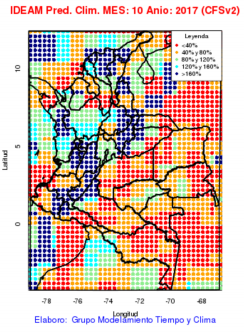 IDEAM Pred. Clim. MES: 10 Anio: 2017 (CFSv2)
Leyenda
<40%
40% y 80%
80% y 120%
120% y 160%
>160%
10
5
0
Latitud
-78 -76 -74 -72 -70 -68
Longitud
Elaboro: Grupo Modelamiento Tiempo y Clima